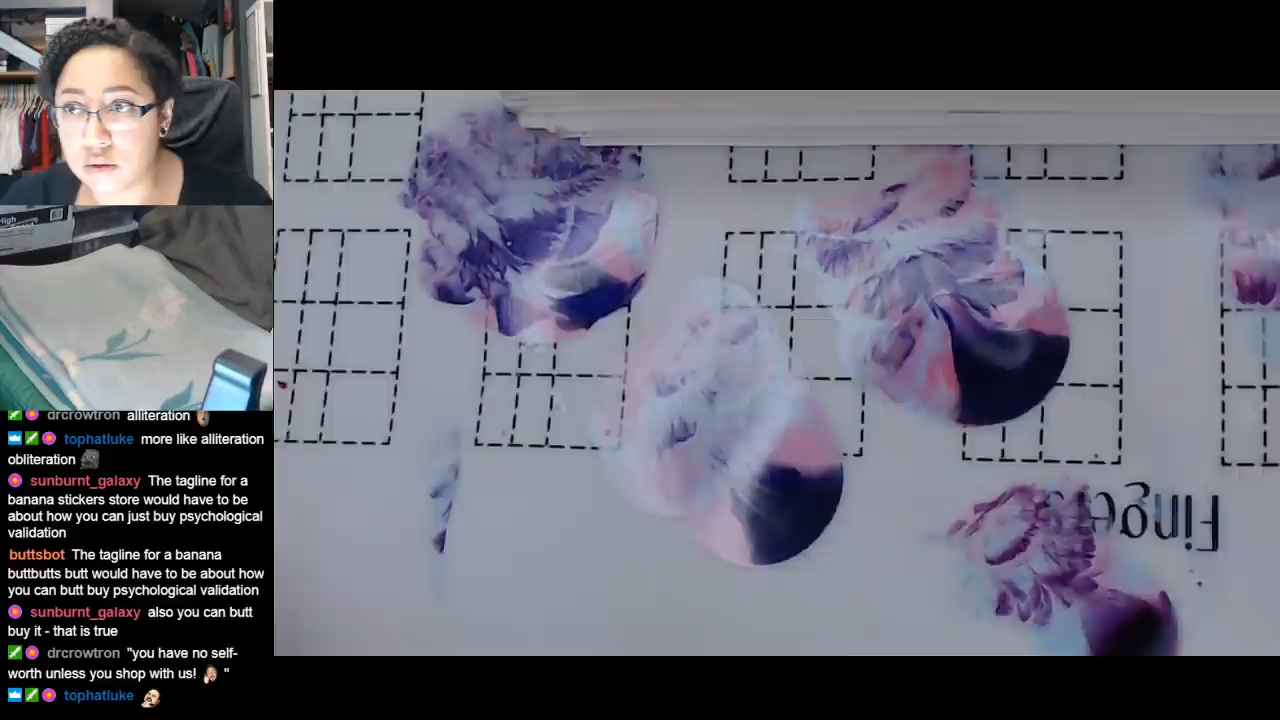 High
drcrowtron alliteration
tophatluke more like alliteration
obliteration
sunburnt_galaxy The tagline for a
banana stickers store would have to be
about how you can just buy psychological
validation
buttsbot The tagline for a banana
buttbutts butt would have to be about how
you can butt buy psychological validation
sunburnt_galaxy also you can butt
buy it - that is true
drcrowtron "you have no self-
worth unless you shop with us! "
tophatluke
Fingers